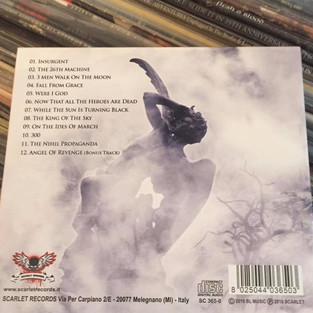 01. Insurgent
02. The 26th Machine
03. 3 Men Walk On The Moon
04. Fall From Grace
05. Were I God
06. Now That All The Heroes Are Dead
07. While The Sun Is Turning Black
08. The King Of The Sky
09. On The Ides Of March
10. 300
11. The Nihil Propaganda
12. Angel Of Revenge (Bonus Track)
www.scarletrecords.it
SC 365-0
8 025044 036503
SCARLET RECORDS Via Per Carpiano 2/E - 20077 Melegnano (MI) - Italy